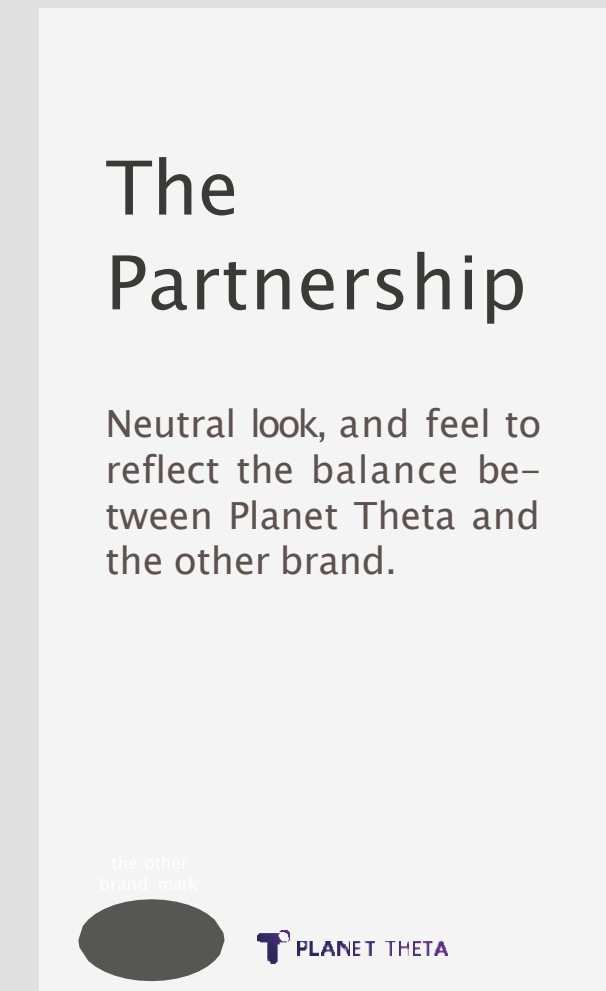 The
Partnership
Neutral look, and feel to
reflect the balance be–
tween Planet Theta and
the other brand.
the other
brand mark
PLANET THETA